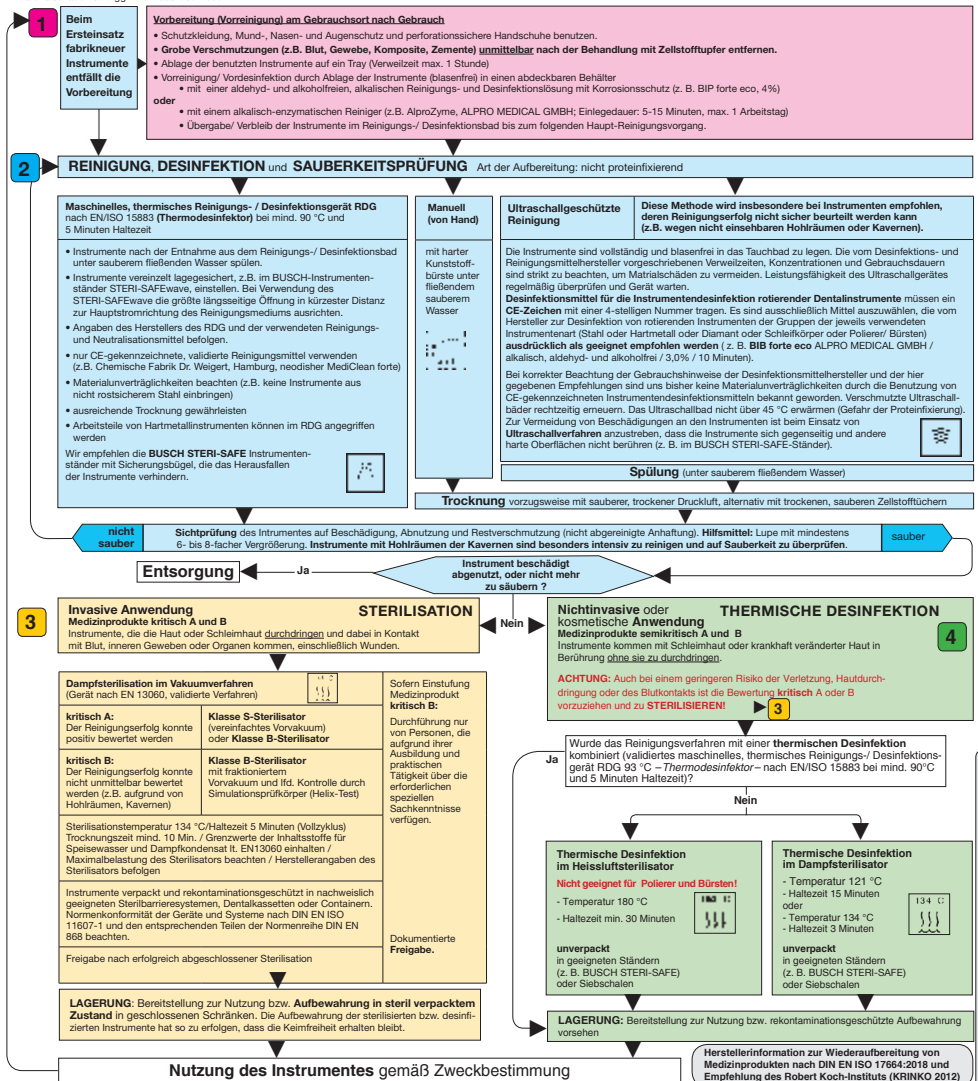 1
Beim
Ersteinsatz
fabrikneuer
Instrumente
entfällt die
Vorbereitung
Vorbereitung (Vorreinigung) am Gebrauchsort nach Gebrauch
• Schutzkleidung, Mund-, Nasen- und Augenschutz und perforationssichere Handschuhe benutzen.
• Grobe Verschmutzungen (z.B. Blut, Gewebe, Komposite, Zemente) unmittelbar nach der Behandlung mit Zellstofftupfer entfernen.
• Ablage der benutzten Instrumente auf ein Tray (Verweilzeit max. 1 Stunde)
• Vorreinigung/ Vordesinfektion durch Ablage der Instrumente (blasenfrei) in einen abdeckbaren Behälter
• mit einer aldehyd- und alkoholfreien, alkalischen Reinigungs- und Desinfektionslösung mit Korrosionsschutz (z. B. BIP forte eco, 4%)
oder
• mit einem alkalisch-enzymatischen Reiniger (z.B. AlproZyme, ALPRO MEDICAL GMBH; Einlegedauer: 5-15 Minuten, max. 1 Arbeitstag)
• Übergabe/ Verbleib der Instrumente im Reinigungs-/ Desinfektionsbad bis zum folgenden Haupt-Reinigungsvorgang.
2
REINIGUNG, DESINFEKTION und SAUBERKEITSPRÜFUNG Art der Aufbereitung: nicht proteinfixierend
Maschinelles, thermisches Reinigungs- / Desinfektionsgerät RDG
nach EN/ISO 15883 (Thermodesinfektor) bei mind. 90 °C und
5 Minuten Haltezeit
• Instrumente nach der Entnahme aus dem Reinigungs-/ Desinfektionsbad
unter sauberem fließenden Wasser spülen.
• Instrumente vereinzelt lagegesichert, z.B. im BUSCH-Instrumenten-
ständer STERI-SAFEwave, einstellen. Bei Verwendung des
STERI-SAFEwave die größte längsseitige Öffnung in kürzester Distanz
zur Hauptstromrichtung des Reinigungsmediums ausrichten.
• Angaben des Herstellers des RDG und der verwendeten Reinigungs-
und Neutralisationsmittel befolgen.
• nur CE-gekennzeichnete, validierte Reinigungsmittel verwenden
(z.B. Chemische Fabrik Dr. Weigert, Hamburg, neodisher MediClean forte)
• Materialunverträglichkeiten beachten (z.B. keine Instrumente aus
nicht rostsicherem Stahl einbringen)
• ausreichende Trocknung gewährleisten
• Arbeitsteile von Hartmetallinstrumenten können im RDG angegriffen
werden
Wir empfehlen die BUSCH STERI-SAFE Instrumenten-
ständer mit Sicherungsbügel, die das Herausfallen
der Instrumente verhindern.
Manuell
(von Hand)
mit harter
Kunststoff-
bürste unter
fließendem
sauberem
Wasser
Ultraschallgeschützte
Reinigung
Diese Methode wird insbesondere bei Instrumenten empfohlen,
deren Reinigungserfolg nicht sicher beurteilt werden kann
(z.B. wegen nicht einsehbaren Hohlräumen oder Kavernen).
Die Instrumente sind vollständig und blasenfrei in das Tauchbad zu legen. Die vom Desinfektions- und
Reinigungsmittelhersteller vorgeschriebenen Verweilzeiten, Konzentrationen und Gebrauchsdauern
sind strikt zu beachten, um Matrialschäden zu vermeiden. Leistungsfähigkeit des Ultraschallgerätes
regelmäßig überprüfen und Gerät warten.
Desinfektionsmittel für die Instrumentendesinfektion rotierender Dentalinstrumente müssen ein
CE-Zeichen mit einer 4-stelligen Nummer tragen. Es sind ausschließlich Mittel auszuwählen, die vom
Hersteller zur Desinfektion von rotierenden Instrumenten der Gruppen der jeweils verwendeten
Instrumentenart (Stahl oder Hartmetall oder Diamant oder Schleifkörper oder Polierer/ Bürsten)
ausdrücklich als geeignet empfohlen werden ( z. B. BIB forte eco ALPRO MEDICAL GMBH /
alkalisch, aldehyd- und alkoholfrei / 3,0% / 10 Minuten).
Bei korrekter Beachtung der Gebrauchshinweise der Desinfektionsmittelhersteller und der hier
gegebenen Empfehlungen sind uns bisher keine Materialunverträglichkeiten durch die Benutzung von
CE-gekennzeichneten Instrumentendesinfektionsmitteln bekannt geworden. Verschmutzte Ultraschall-
bäder rechtzeitig erneuern. Das Ultraschallbad nicht über 45 °C erwärmen (Gefahr der Proteinfixierung).
Zur Vermeidung von Beschädigungen an den Instrumenten ist beim Einsatz von
Ultraschallverfahren anzustreben, dass die Instrumente sich gegenseitig und andere
harte Oberflächen nicht berühren (z. B. im BUSCH STERI-SAFE-Ständer).
Spülung (unter sauberem fließendem Wasser)
Trocknung vorzugsweise mit sauberer, trockener Druckluft, alternativ mit trockenen, sauberen Zellstofftüchern
nicht
sauber
Sichtprüfung des Intrumentes auf Beschädigung, Abnutzung und Restverschmutzung (nicht abgereinigte Anhaftung). Hilfsmittel: Lupe mit mindestens
6- bis 8-facher Vergrößerung. Instrumente mit Hohlräumen der Kavernen sind besonders intensiv zu reinigen und auf Sauberkeit zu überprüfen.
sauber
Entsorgung
Ja
Instrument beschädigt
abgenutzt, oder nicht mehr
zu säubern ?
Nein
3
Invasive Anwendung
STERILISATION
Medizinprodukte kritisch A und B
Instrumente, die die Haut oder Schleimhaut durchdringen und dabei in Kontakt
mit Blut, inneren Geweben oder Organen kommen, einschließlich Wunden.
Dampfsterilisation im Vakuumverfahren
(Gerät nach EN 13060, validierte Verfahren)
kritisch A:
Der Reinigungserfolg konnte
positiv bewertet werden
Klasse S-Sterilisator
(vereinfachtes Vorvakuum)
oder Klasse B-Sterilisator
kritisch B:
Der Reinigungserfolg konnte
nicht unmittelbar bewertet
werden (z.B. aufgrund von
Hohlräumen, Kavernen)
Klasse B-Sterilisator
mit fraktioniertem
Vorvakuum und lfd. Kontrolle durch
Simulationsprüfkörper (Helix-Test)
Sterilisationstemperatur 134 °C/Haltezeit 5 Minuten (Vollzyklus)
Trocknungszeit mind. 10 Min. / Grenzwerte der Inhaltsstoffe für
Speisewasser und Dampfkondensat lt. EN13060 einhalten /
Maximalbelastung des Sterilisators beachten / Herstellerangaben des
Sterilisators befolgen
Instrumente verpackt und rekontaminationsgeschützt in nachweislich
geeigneten Sterilbarrieresystemen, Dentalkassetten oder Containern.
Normenkonformität der Geräte und Systeme nach DIN EN ISO
11607-1 und den entsprechenden Teilen der Normenreihe DIN EN
868 beachten.
Freigabe nach erfolgreich abgeschlossener Sterilisation
Sofern Einstufung
Medizinprodukt
kritisch B:
Durchführung nur
von Personen, die
aufgrund ihrer
Ausbildung und
praktischen
Tätigkeit über die
erforderlichen
speziellen
Sachkenntnisse
verfügen.
Dokumentierte
Freigabe.
LAGERUNG: Bereitstellung zur Nutzung bzw. Aufbewahrung in steril verpacktem
Zustand in geschlossenen Schränken. Die Aufbewahrung der sterilisierten bzw. desinfi-
zierten Instrumente hat so zu erfolgen, dass die Keimfreiheit erhalten bleibt.
Nichtinvasive oder
kosmetische Anwendung
THERMISCHE DESINFEKTION
4
Medizinprodukte semikritisch A und B
Instrumente kommen mit Schleimhaut oder krankhaft veränderter Haut in
Berührung ohne sie zu durchdringen.
ACHTUNG: Auch bei einem geringeren Risiko der Verletzung, Hautdurch-
dringung oder des Blutkontakts ist die Bewertung kritisch A oder B
vorzuziehen und zu STERILISIEREN!
3
Ja
Wurde das Reinigungsverfahren mit einer thermischen Desinfektion
kombiniert (validiertes maschinelles, thermisches Reinigungs-/ Desinfektions-
gerät RDG 93 °C –Thermodesinfektor– nach EN/ISO 15883 bei mind. 90°C
und 5 Minuten Haltezeit)?
Nein
Thermische Desinfektion
im Heissluftsterilisator
Nicht geeignet für Polierer und Bürsten!
- Temperatur 180 °C
- Haltezeit min. 30 Minuten
unverpackt
in geeigneten Ständern
(z. B. BUSCH STERI-SAFE)
oder Siebschalen
Thermische Desinfektion
im Dampfsterilisator
- Temperatur 121 °C
- Haltezeit 15 Minuten
oder
- Temperatur 134 °C
- Haltezeit 3 Minuten
134 C
unverpackt
in geeigneten Ständern
(z. B. BUSCH STERI-SAFE)
oder Siebschalen
LAGERUNG: Bereitstellung zur Nutzung bzw. rekontaminationsgeschützte Aufbewahrung
vorsehen
Nutzung des Instrumentes gemäß Zweckbestimmung
Herstellerinformation zur Wiederaufbereitung von
Medizinprodukten nach DIN EN ISO 17664:2018 und
Empfehlung des Robert Koch-Instituts (KRINKO 2012)